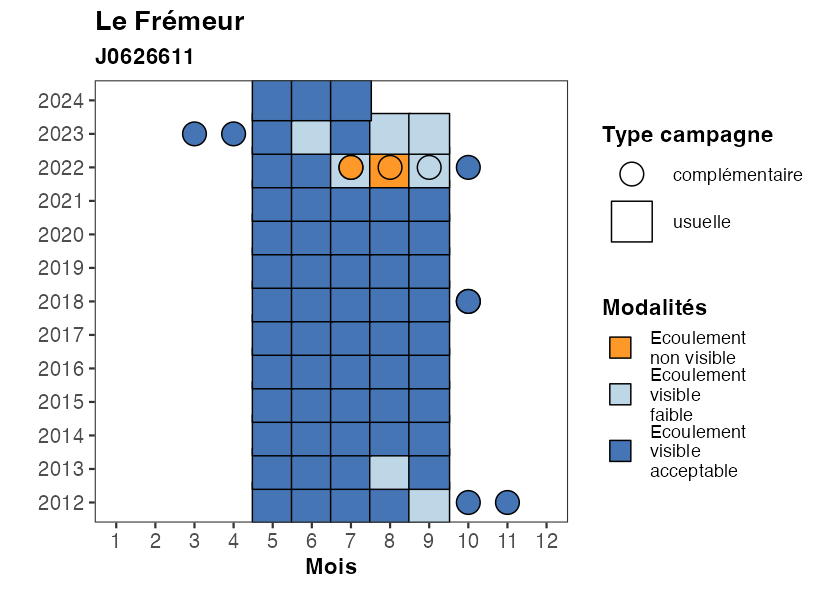 Le Frémeur
J0626611
2024
2023
2022
2021
2020
2019
2018
2017
2016
2015
2014
2013
2012
1 2 3 4 5 6 7 8 9 10 11 12
Mois
Type campagne
complémentaire
usuelle
Modalités
Ecoulement
non visible
Ecoulement
visible
faible
Ecoulement
visible
acceptable